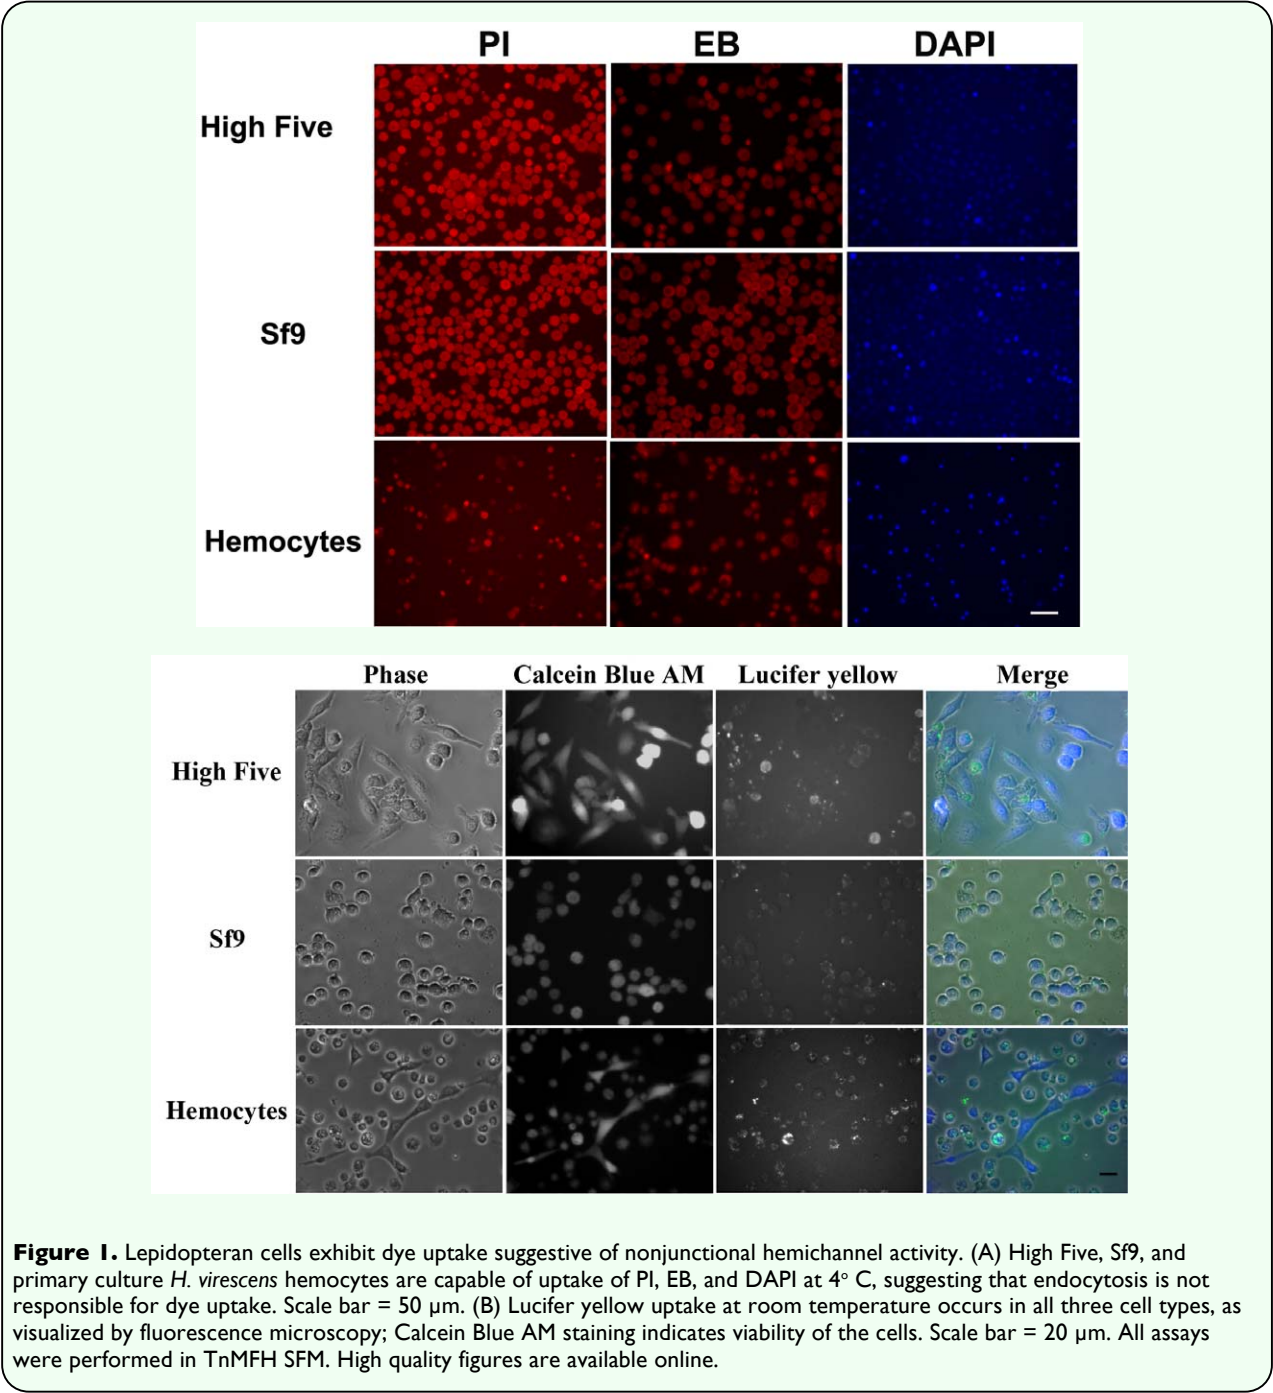 PI EB DAPI
High Five
Sf9
Hemocytes
Phase Calcein Blue AM Lucifer yellow Merge
High Five
Sf9
Hemocytes
Figure 1. Lepidopteran cells exhibit dye uptake suggestive of nonjunctional hemichannel activity. (A) High Five, Sf9, and
primary culture H. virescens hemocytes are capable of uptake of PI, EB, and DAPI at 4° C, suggesting that endocytosis is not
responsible for dye uptake. Scale bar = 50 µm. (B) Lucifer yellow uptake at room temperature occurs in all three cell types, as
visualized by fluorescence microscopy; Calcein Blue AM staining indicates viability of the cells. Scale bar = 20 µm. All assays
were performed in TnMFH SFM. High quality figures are available online.